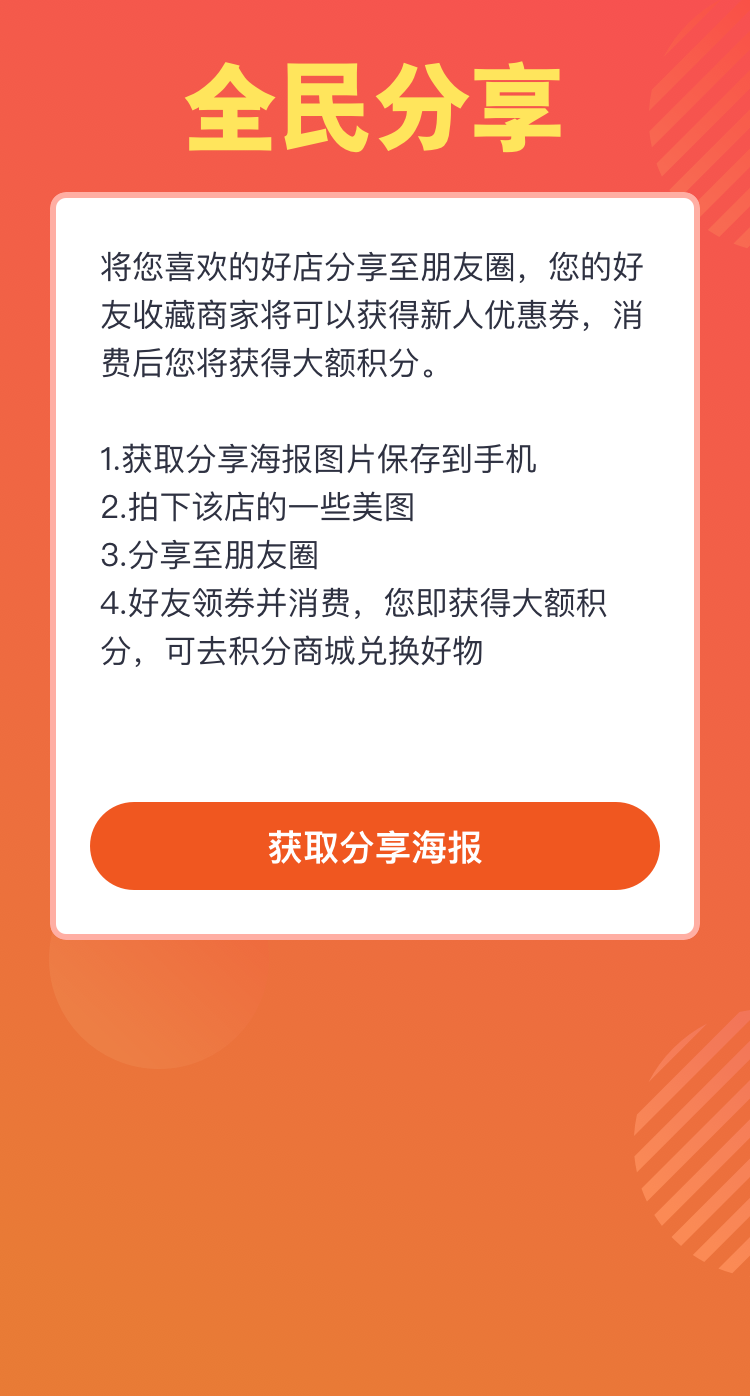 全民分享
将您喜欢的好店分享至朋友圈，您的好
友收藏商家将可以获得新人优惠券，消
费后您将获得大额积分。
1.获取分享海报图片保存到手机
2.拍下该店的一些美图
3.分享至朋友圈
4.好友领券并消费，您即获得大额积
分，可去积分商城兑换好物
获取分享海报